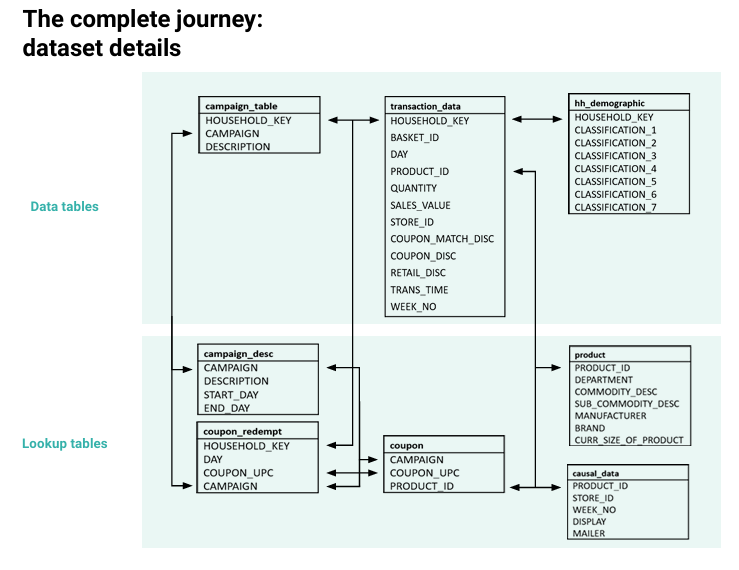 The complete journey:
dataset details
Data tables
campaign_table
HOUSEHOLD_KEY
CAMPAIGN
DESCRIPTION
transaction_data
HOUSEHOLD_KEY
BASKET_ID
DAY
PRODUCT_ID
QUANTITY
SALES_VALUE
STORE_ID
COUPON_MATCH_DISC
COUPON_DISC
RETAIL_DISC
TRANS_TIME
WEEK_NO
hh_demographic
HOUSEHOLD_KEY
CLASSIFICATION_1
CLASSIFICATION_2
CLASSIFICATION_3
CLASSIFICATION_4
CLASSIFICATION_5
CLASSIFICATION_6
CLASSIFICATION_7
Lookup tables
campaign_desc
CAMPAIGN
DESCRIPTION
START_DAY
END_DAY
coupon_redempt
HOUSEHOLD_KEY
DAY
COUPON_UPC
CAMPAIGN
coupon
CAMPAIGN
COUPON_UPC
PRODUCT_ID
product
PRODUCT_ID
DEPARTMENT
COMMODITY_DESC
SUB_COMMODITY_DESC
MANUFACTURER
BRAND
CURR_SIZE_OF_PRODUCT
causal_data
PRODUCT_ID
STORE_ID
WEEK_NO
DISPLAY
MAILER